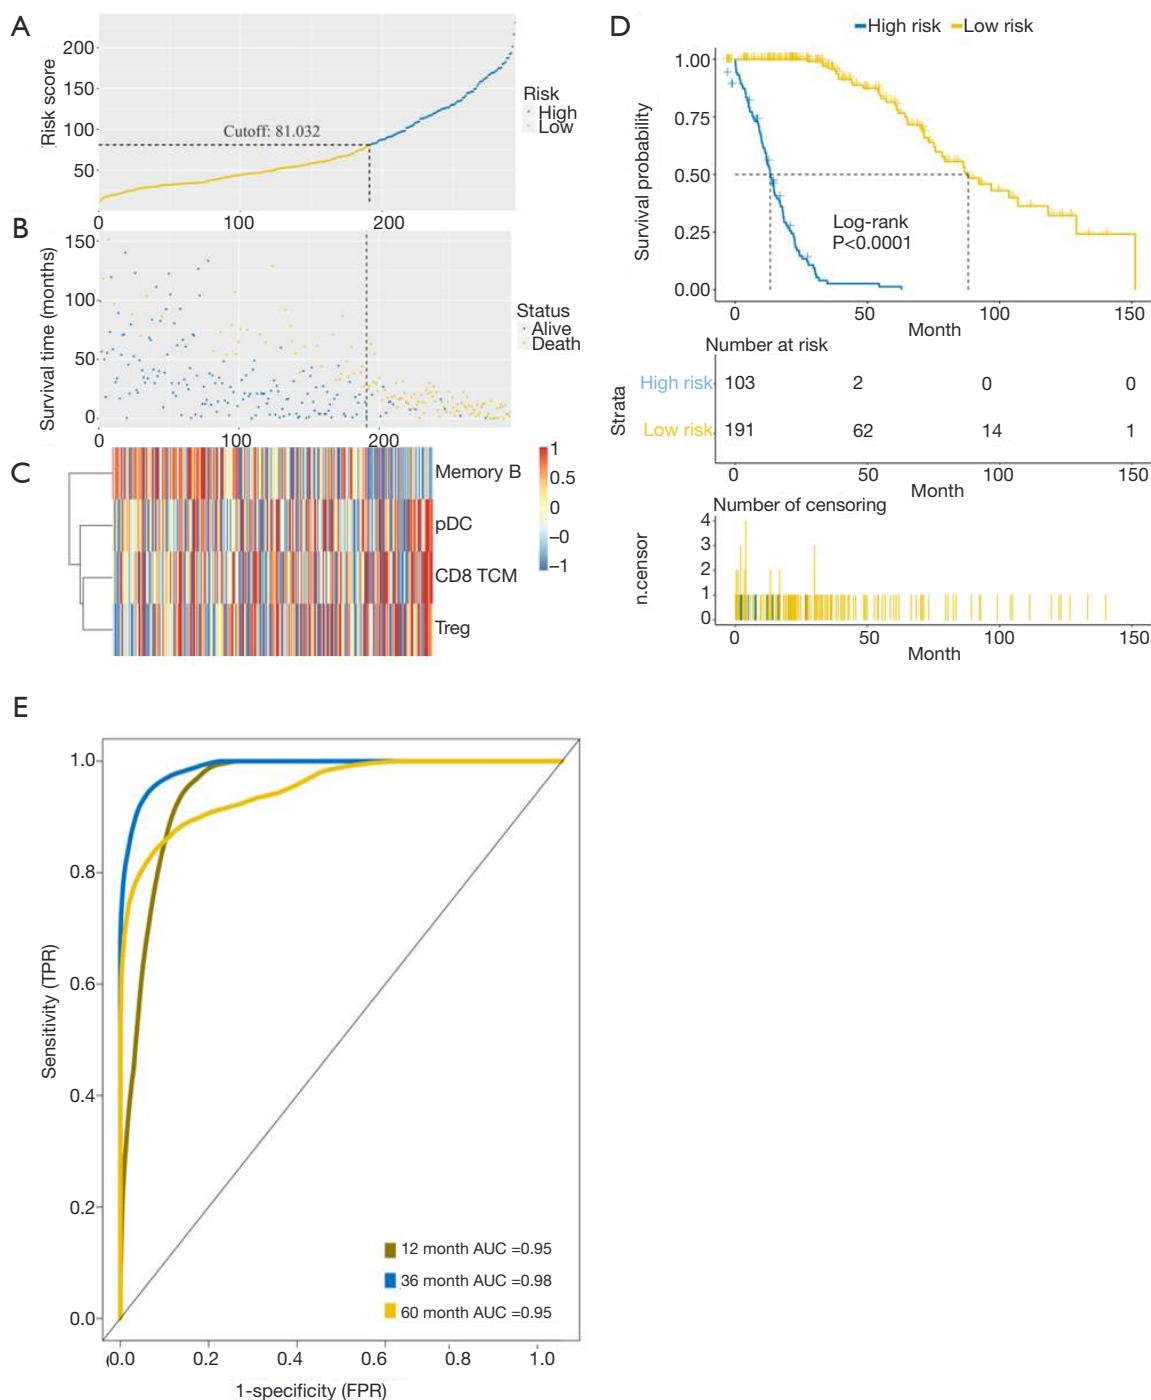 A
Risk score
200
150
100
50
Cutoff: 81.032
0
100
200
Risk
High
Low
B
Survival time (months)
150
100
50
0
0
100
200
Status
Alive
Death
C
Memory B
pDC
CD8 TCM
Treg
1
0.5
0
–0.5
–1
D
High risk
Low risk
Survival probability
1.00
0.75
0.50
0.25
0.00
Log-rank
P<0.0001
0 50 100 150
Month
Number at risk
Strata
High risk 103 2 0 0
Low risk 191 62 14 1
0 50 100 150
Month
Number of censoring
n.censor
4
3
2
1
0
0 50 100 150
Month
E
Sensitivity (TPR)
1.0
0.8
0.6
0.4
0.2
0.0
12 month AUC =0.95
36 month AUC =0.98
60 month AUC =0.95
0.0 0.2 0.4 0.6 0.8 1.0
1-specificity (FPR)